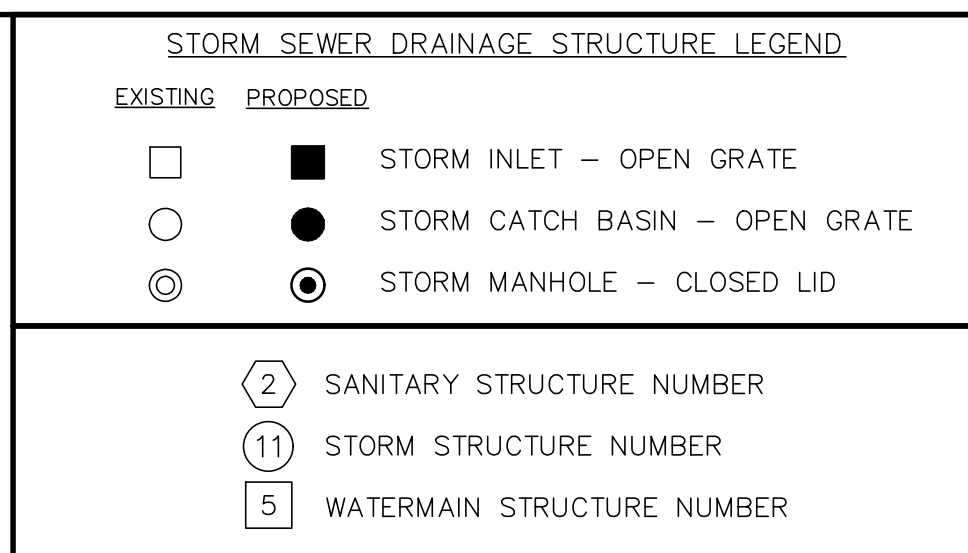 STORM SEWER DRAINAGE STRUCTURE LEGEND
EXISTING PROPOSED
STORM INLET – OPEN GRATE
STORM CATCH BASIN – OPEN GRATE
STORM MANHOLE – CLOSED LID
2 SANITARY STRUCTURE NUMBER
11 STORM STRUCTURE NUMBER
5 WATERMAIN STRUCTURE NUMBER